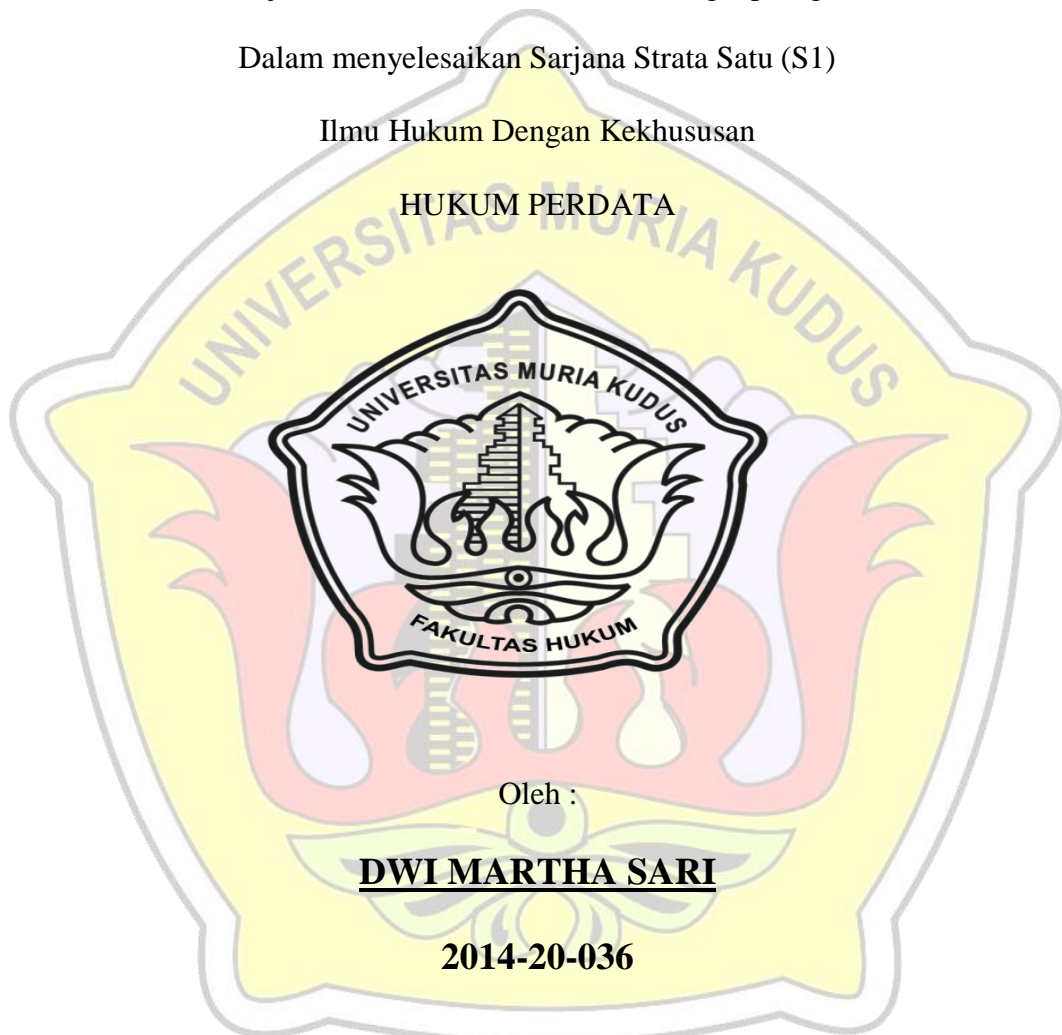 Dalam menyelesaikan Sarjana Strata Satu (S1)
Ilmu Hukum Dengan Kekhususan
HUKUM PERDATA
UNIVERSITAS MURIA KUDUS
UNIVERSITAS MURIA KUDUS
FAKULTAS HUKUM
Oleh :
DWI MARTHA SARI
2014-20-036